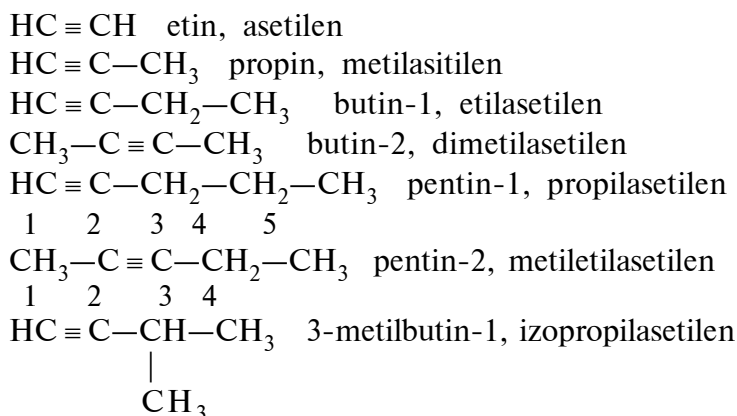 HC ≡ CH etin, asetilen
HC ≡ C—CH₃ propin, metilasitilen
HC ≡ C—CH₂—CH₃ butin-1, etilasetilen
CH₃—C ≡ C—CH₃ butin-2, dimetilasetilen
HC ≡ C—CH₂—CH₂—CH₃ pentin-1, propilasetilen
1 2 3 4 5
CH₃—C ≡ C—CH₂—CH₃ pentin-2, metiletilasetilen
1 2 3 4
HC ≡ C—CH—CH₃ 3-metilbutin-1, izopropilasetilen
|
CH₃